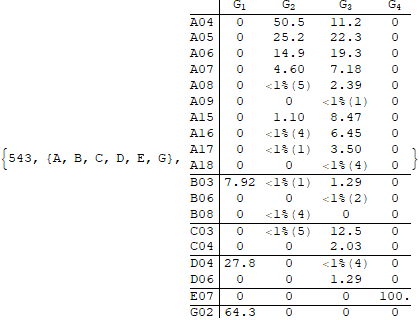 G1 G2 G3 G4
A04 0 50.5 11.2 0
A05 0 25.2 22.3 0
A06 0 14.9 19.3 0
A07 0 4.60 7.18 0
A08 0 <1%(5) 2.39 0
A09 0 0 <1%(1) 0
A15 0 1.10 8.47 0
A16 0 <1%(4) 6.45 0
{543, {A, B, C, D, E, G}, A17 0 <1%(1) 3.50 0 }
A18 0 0 <1%(4) 0
B03 7.92 <1%(1) 1.29 0
B06 0 0 <1%(2) 0
B08 0 <1%(4) 0 0
C03 0 <1%(5) 12.5 0
C04 0 0 2.03 0
D04 27.8 0 <1%(4) 0
D06 0 0 1.29 0
E07 0 0 0 100.
G02 64.3 0 0 0